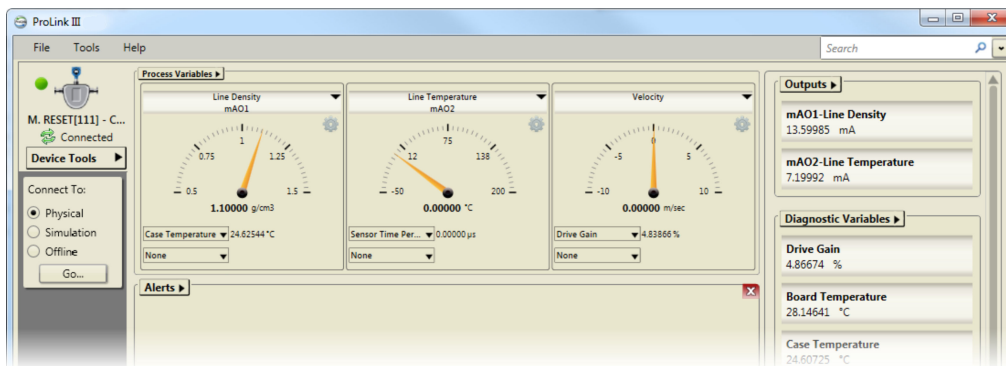 ProLink III
File Tools Help
Search
M. RESET[111] - C...
Connected
Device Tools
Connect To:
Physical
Simulation
Offline
Go...
Process Variables
Line Density
mAO1
0.5 0.75 1 1.25 1.5
1.10000 g/cm3
Case Temperature 24.62544 °C
None
Line Temperature
mAO2
-50 12 75 138 200
0.00000 °C
Sensor Time Per... 0.00000 µs
None
Velocity
-10 -5 0 5 10
0.00000 m/sec
Drive Gain 4.83866 %
None
Alerts
Outputs
mAO1-Line Density
13.59985 mA
mAO2-Line Temperature
7.19992 mA
Diagnostic Variables
Drive Gain
4.86674 %
Board Temperature
28.14641 °C
Case Temperature
24.60725 °C